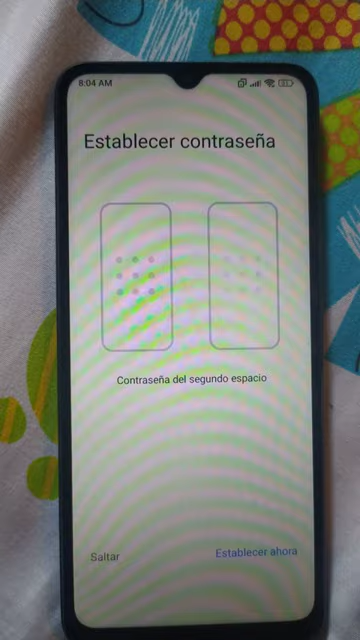 8:04 AM
Establecer contraseña
Contraseña del segundo espacio
Saltar
Establecer ahora